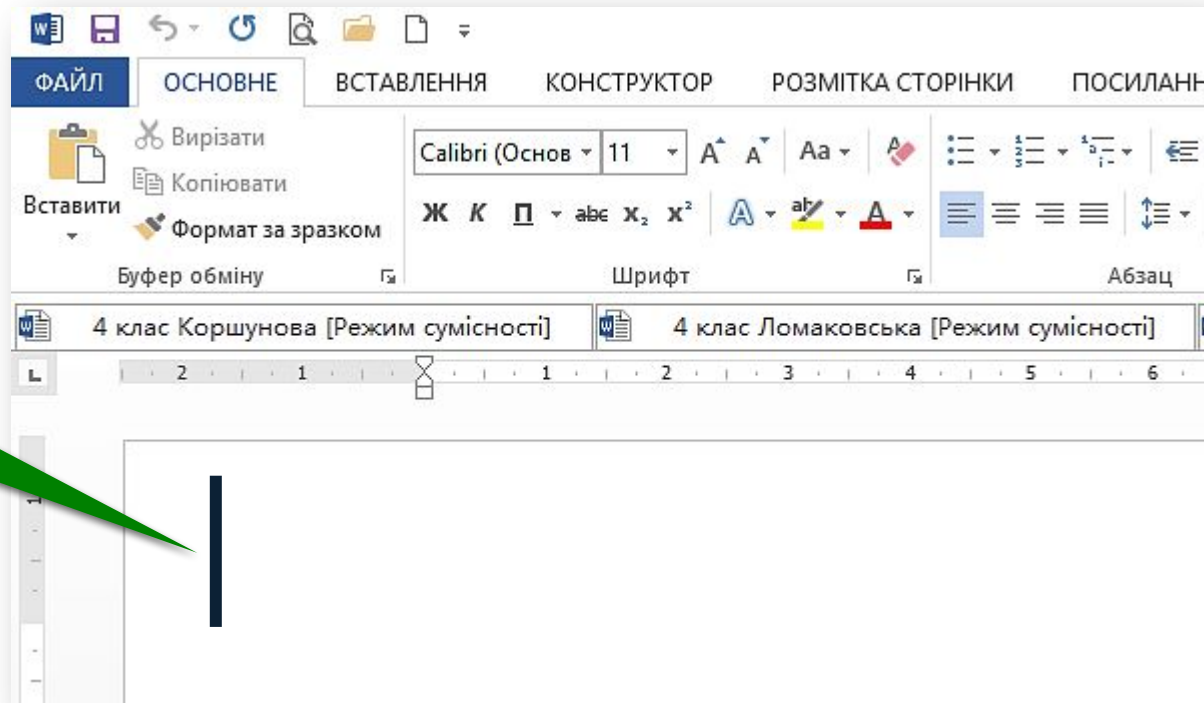 ФАЙЛ ОСНОВНЕ ВСТАВЛЕННЯ КОНСТРУКТОР РОЗМІТКА СТОРІНКИ ПОСИЛАНН
Вирізати
Копіювати
Вставити
Формат за зразком
Буфер обміну
Calibri (Основ 11 А А Aa
Ж К П abc x₂ x² A ab A
Шрифт
Абзац
4 клас Коршунова [Режим сумісності] 4 клас Ломаковська [Режим сумісності]
L 2 1 1 2 3 4 5 6
1